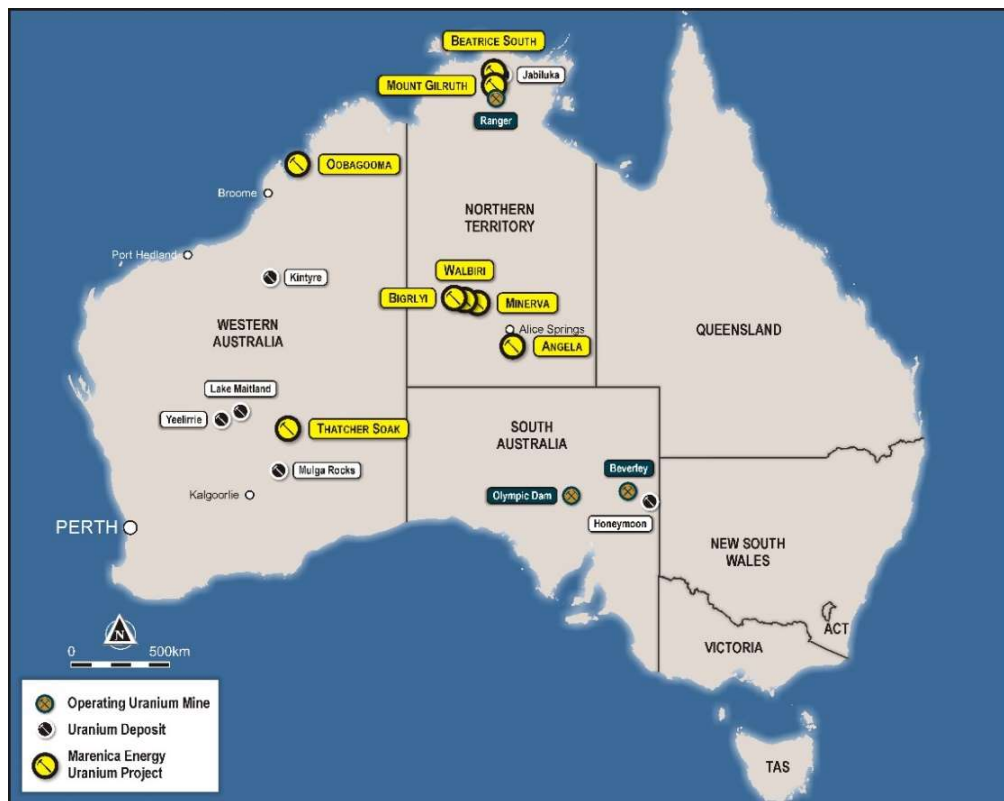 BEATRICE SOUTH
Jabiluka
MOUNT GILRUTH
Ranger
OOBAGOOMA
Broome
NORTHERN
TERRITORY
Port Hedland
Kintyre
WALBIRI
BIGRLYI
MINERVA
WESTERN
AUSTRALIA
Alice Springs
QUEENSLAND
ANGELA
Lake Maitland
Yeelirrie
THATCHER SOAK
SOUTH
AUSTRALIA
Mulga Rocks
Beverley
Kalgoorlie
Olympic Dam
Honeymoon
PERTH
NEW SOUTH
WALES
ACT
VICTORIA
N
0 500km
Operating Uranium Mine
Uranium Deposit
Marenica Energy
Uranium Project
TAS